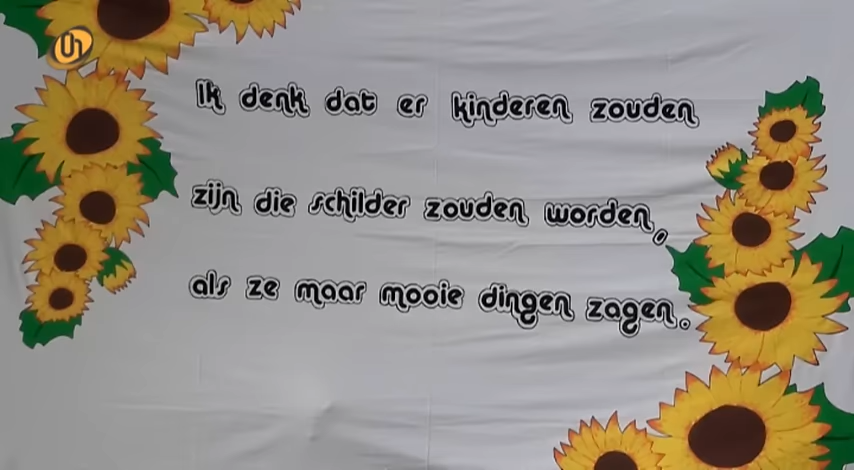 Ik denk dat er kinderen zouden
zijn die schilder zouden worden,
als ze maar mooie dingen zagen.